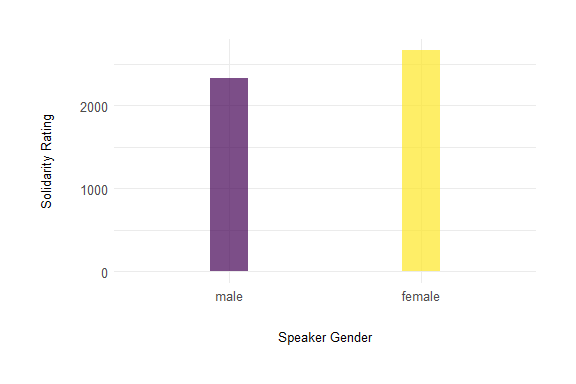 2000
1000
0
Solidarity Rating
male
female
Speaker Gender